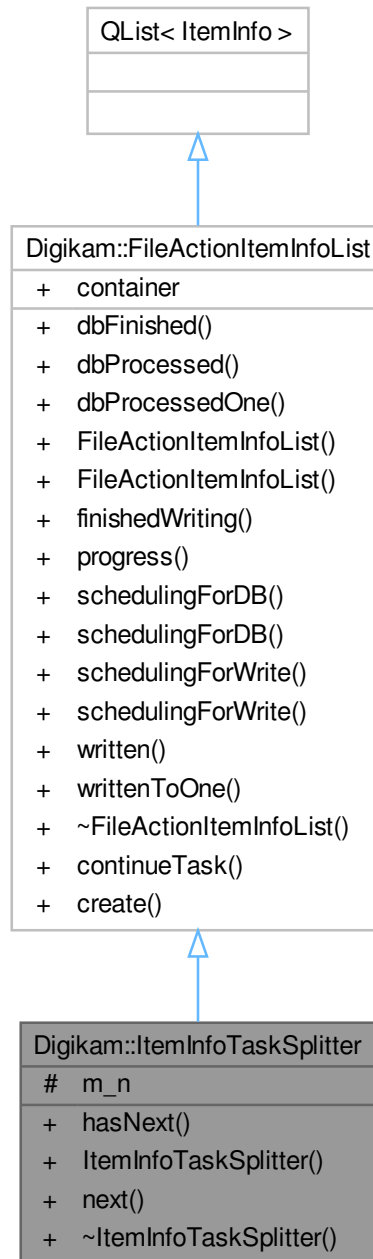 QList< ItemInfo >
Digikam::FileActionItemInfoList
+ container
+ dbFinished()
+ dbProcessed()
+ dbProcessedOne()
+ FileActionItemInfoList()
+ FileActionItemInfoList()
+ finishedWriting()
+ progress()
+ schedulingForDB()
+ schedulingForDB()
+ schedulingForWrite()
+ schedulingForWrite()
+ written()
+ writtenToOne()
+ ~FileActionItemInfoList()
+ continueTask()
+ create()
Digikam::ItemInfoTaskSplitter
# m_n
+ hasNext()
+ ItemInfoTaskSplitter()
+ next()
+ ~ItemInfoTaskSplitter()